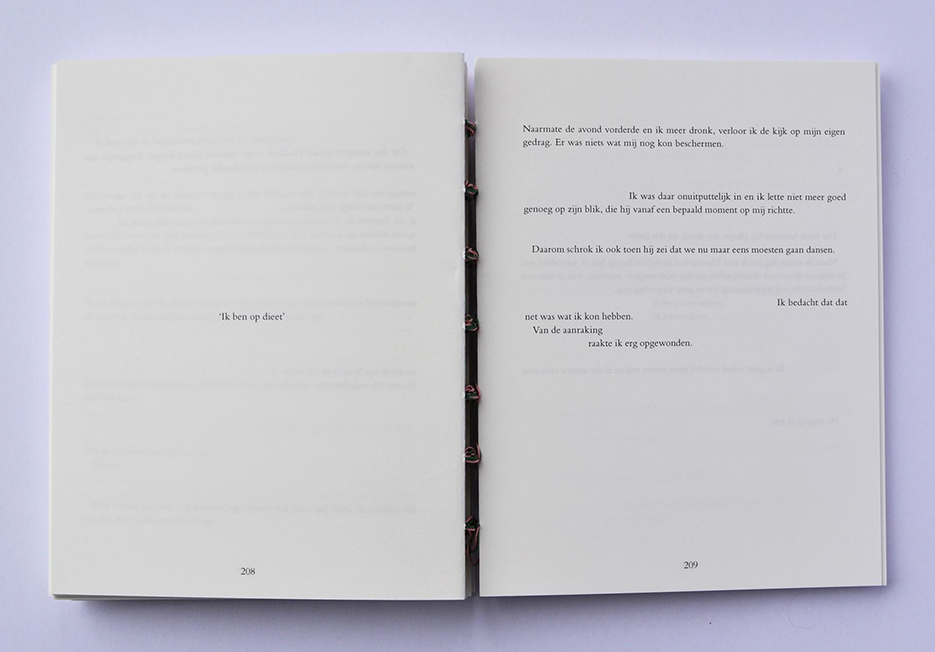 ‘Ik ben op dieet’
208
Naarmate de avond vorderde en ik meer dronk, verloor ik de kijk op mijn eigen
gedrag. Er was niets wat mij nog kon beschermen.
Ik was daar onuitputtelijk in en ik lette niet meer goed
genoeg op zijn blik, die hij vanaf een bepaald moment op mij richtte.
Daarom schrok ik ook toen hij zei dat we nu maar eens moesten gaan dansen.
Ik bedacht dat dat
net was wat ik kon hebben.
Van de aanraking
raakte ik erg opgewonden.
209